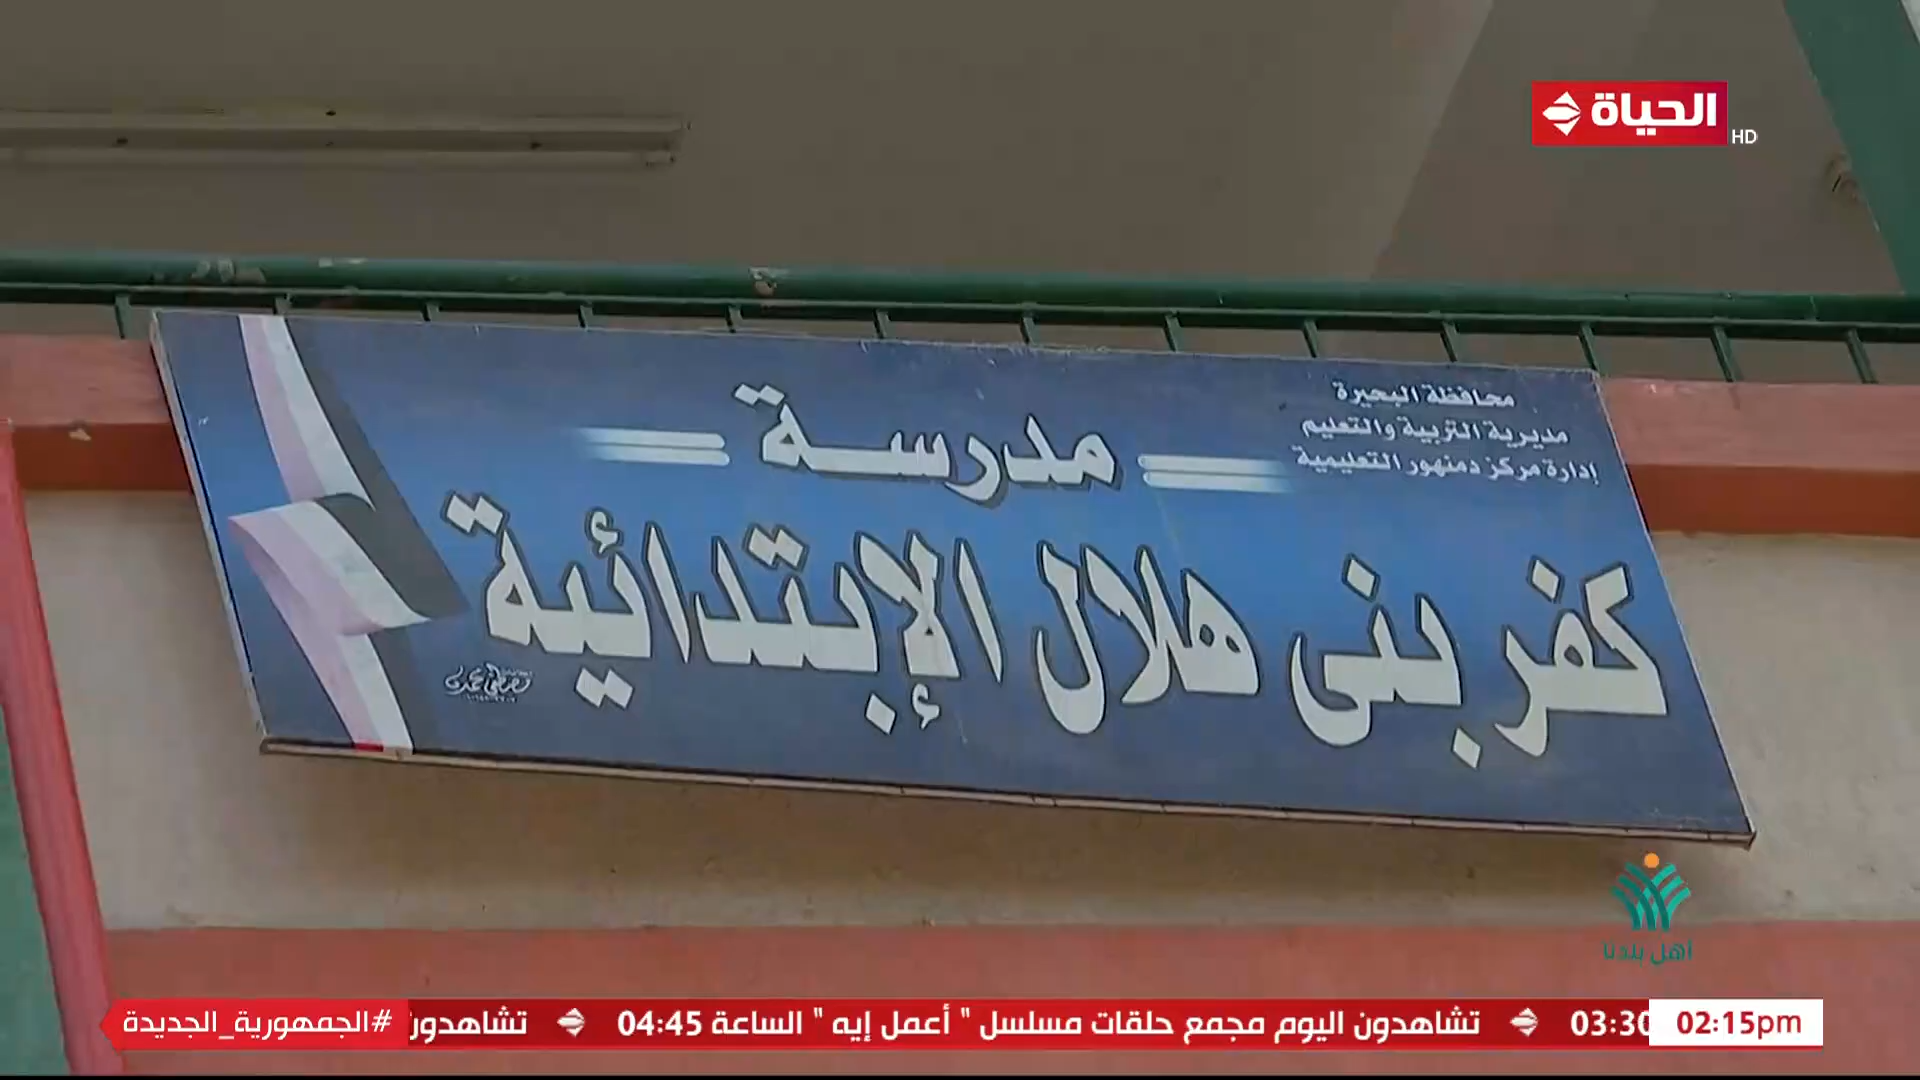 الحياة
HD
محافظة البحيرة
مديرية التربية والتعليم
إدارة مركز دمنهور التعليمية
مدرسة
كفر بنى هلال الإبتدائية
أهل بلدنا
02:15pm
03:30 تشاهدون اليوم مجمع حلقات مسلسل " أعمل إيه " الساعة 04:45 تشاهدون
#الجمهورية_الجديدة